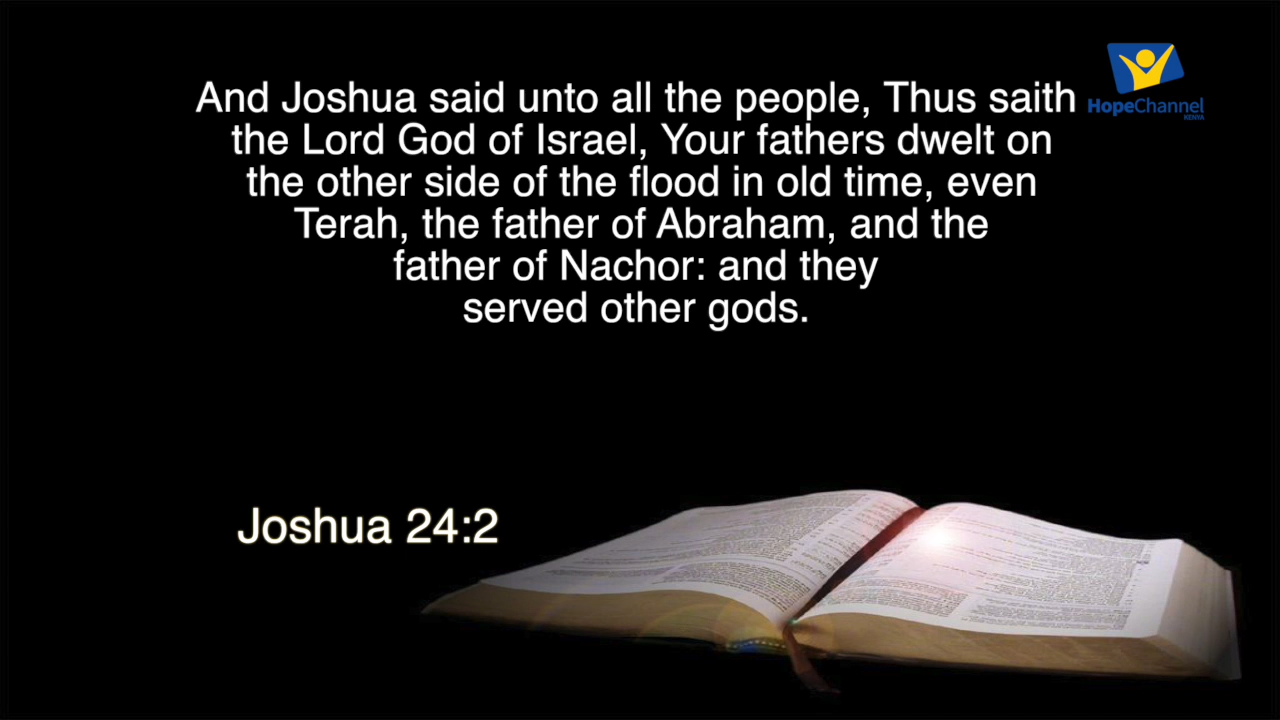 And Joshua said unto all the people, Thus saith
the Lord God of Israel, Your fathers dwelt on
the other side of the flood in old time, even
Terah, the father of Abraham, and the
father of Nachor: and they
served other gods.
HopeChannel
KENYA
Joshua 24:2